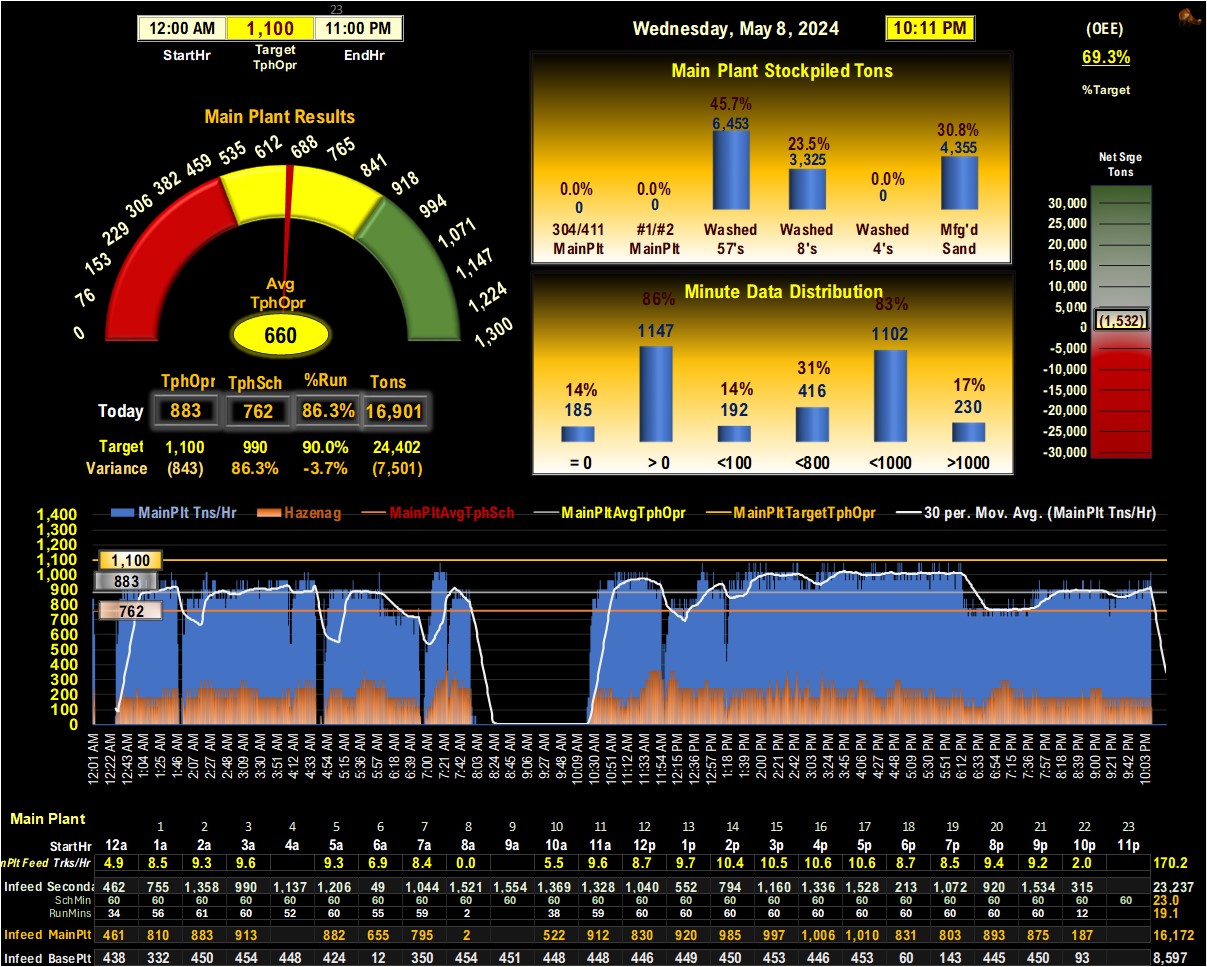 23
12:00 AM 1,100 11:00 PM
StartHr Target TphOpr EndHr
Wednesday, May 8, 2024 10:11 PM
(OEE)
69.3%
%Target
Main Plant Results
0 76 153 229 306 382 459 535 612 688 765 841 918 994 1,071 1,147 1,224 1,300
Avg
TphOpr
660
TphOpr TphSch %Run Tons
Today 883 762 86.3% 16,901
Target 1,100 990 90.0% 24,402
Variance (843) 86.3% -3.7% (7,501)
Main Plant Stockpiled Tons
0.0% 0.0% 45.7% 23.5% 0.0% 30.8%
0 0 6,453 3,325 0 4,355
304/411 #1/#2 Washed Washed Washed Mfg'd
MainPlt MainPlt 57's 8's 4's Sand
Minute Data Distribution
14% 86% 14% 31% 83% 17%
185 1147 192 416 1102 230
= 0 > 0 <100 <800 <1000 >1000
Net Srge
Tons
30,000
25,000
20,000
15,000
10,000
5,000
(1,532)
0
-5,000
-10,000
-15,000
-20,000
-25,000
-30,000
MainPlt Tns/Hr Hazenag MainPltAvgTphSch MainPltAvgTphOpr MainPltTargetTphOpr 30 per. Mov. Avg. (MainPlt Tns/Hr)
1,400
1,300
1,200
1,100
1,000
900
800
700
600
500
400
300
200
100
0
1,100
883
762
12:01 AM 12:22 AM 12:43 AM 1:04 AM 1:25 AM 1:46 AM 2:07 AM 2:27 AM 2:48 AM 3:09 AM 3:30 AM 3:51 AM 4:12 AM 4:33 AM 4:54 AM 5:15 AM 5:36 AM 5:57 AM 6:18 AM 6:39 AM 7:00 AM 7:21 AM 7:42 AM 8:03 AM 8:24 AM 8:45 AM 9:06 AM 9:27 AM 9:48 AM 10:09 AM 10:30 AM 10:51 AM 11:12 AM 11:33 AM 11:54 AM 12:15 PM 12:36 PM 12:57 PM 1:18 PM 1:39 PM 2:00 PM 2:21 PM 2:42 PM 3:03 PM 3:24 PM 3:45 PM 4:06 PM 4:27 PM 4:48 PM 5:09 PM 5:30 PM 5:51 PM 6:12 PM 6:33 PM 6:54 PM 7:15 PM 7:36 PM 7:57 PM 8:18 PM 8:39 PM 9:00 PM 9:21 PM 9:42 PM 10:03 PM
Main Plant 1 2 3 4 5 6 7 8 9 10 11 12 13 14 15 16 17 18 19 20 21 22 23
StartHr 12a 1a 2a 3a 4a 5a 6a 7a 8a 9a 10a 11a 12p 1p 2p 3p 4p 5p 6p 7p 8p 9p 10p 11p
nPlt Feed Trks/Hr 4.9 8.5 9.3 9.6 9.3 6.9 8.4 0.0 5.5 9.6 8.7 9.7 10.4 10.5 10.6 10.6 8.7 8.5 9.4 9.2 2.0 170.2
Infeed Seconda 462 755 1,358 990 1,137 1,206 49 1,044 1,521 1,554 1,369 1,328 1,040 552 794 1,160 1,336 1,528 213 1,072 920 1,534 315 23,237
SchMin 60 60 60 60 60 60 60 60 60 60 60 60 60 60 60 60 60 60 60 60 60 60 60 60 23.0
RunMins 34 56 61 60 52 60 55 59 2 38 59 60 60 60 60 60 60 60 60 60 60 12 19.1
Infeed MainPlt 461 810 883 913 882 655 795 2 522 912 830 920 985 997 1,006 1,010 831 803 893 875 187 16,172
Infeed BasePlt 438 332 450 454 448 424 12 350 454 451 448 448 446 449 450 453 446 453 60 143 445 450 93 8,597